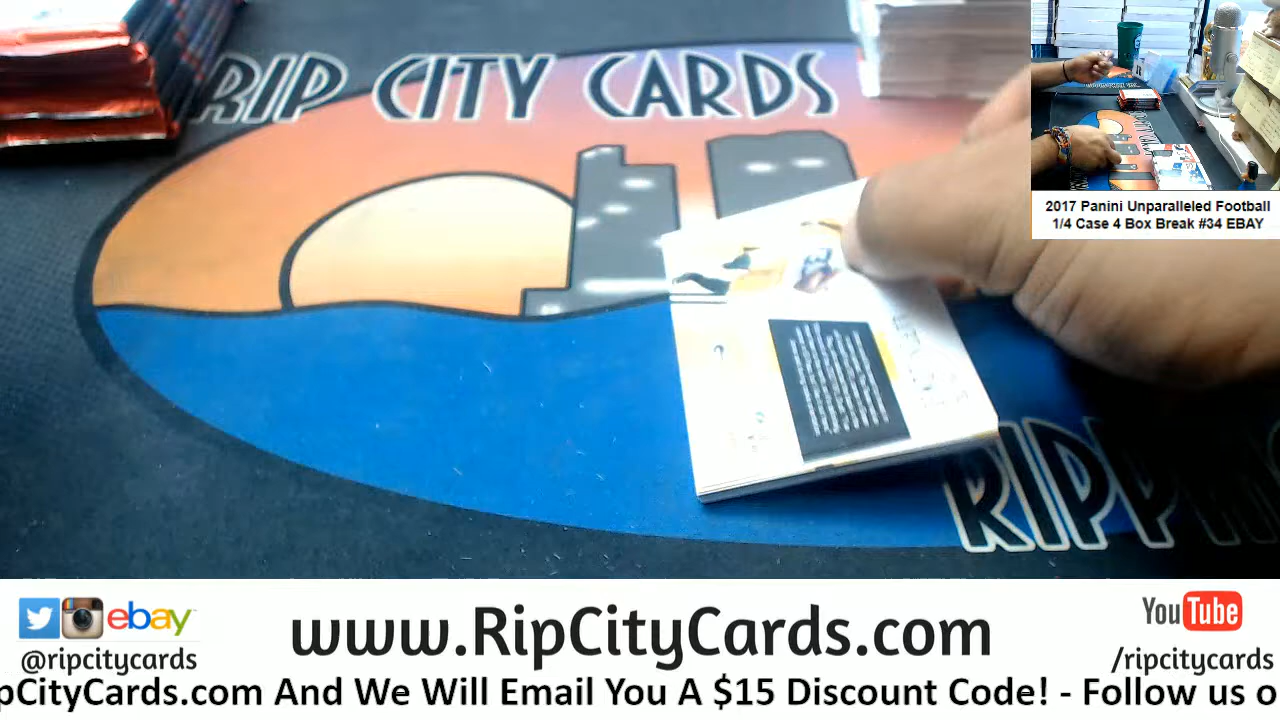 RIP CITY CARDS
2017 Panini Unparalleled Football
1/4 Case 4 Box Break #34 EBAY
RIPP
ebay
www.RipCityCards.com
YouTube
@ripcitycards
/ripcitycards
pCityCards.com And We Will Email You A $15 Discount Code! - Follow us o